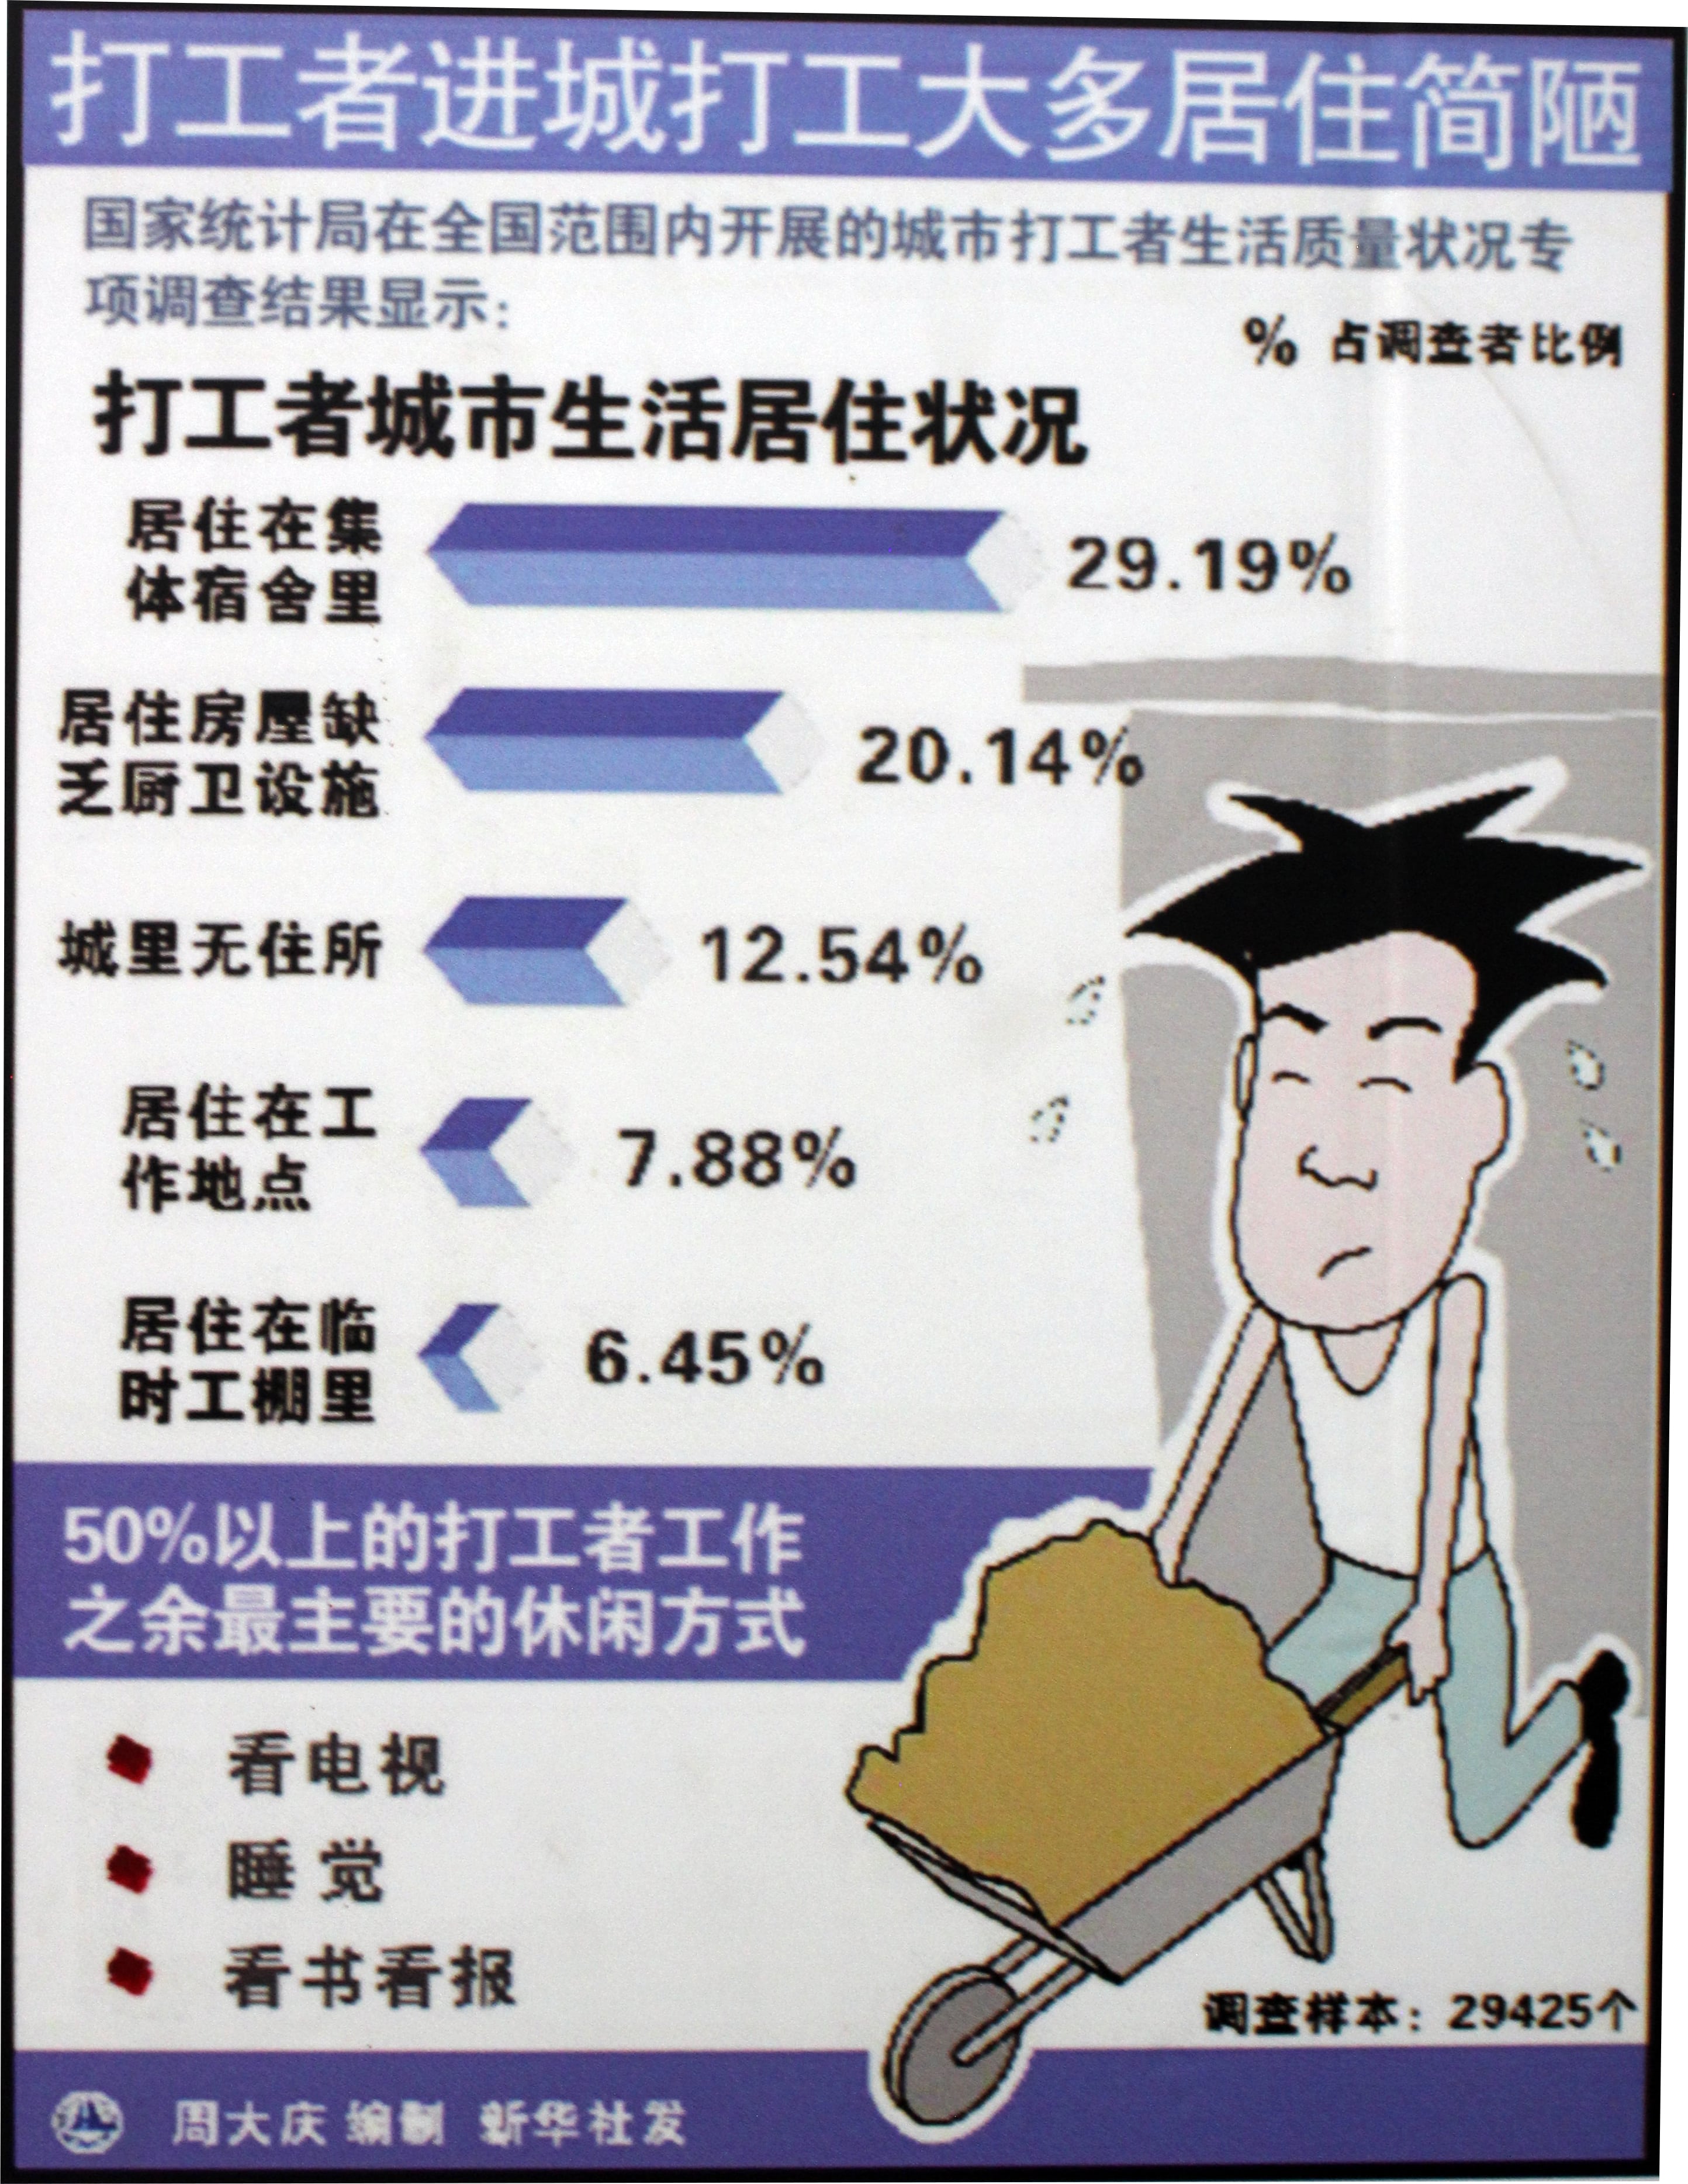 打工者进城打工大多居住简陋
国家统计局在全国范围内开展的城市打工者生活质量状况专
项调查结果显示：
% 占调查者比例
打工者城市生活居住状况
居住在集
体宿舍里
29.19%
居住房屋缺
乏厨卫设施
20.14%
城里无住所
12.54%
居住在工
作地点
7.88%
居住在临
时工棚里
6.45%
50%以上的打工者工作
之余最主要的休闲方式
看电视
睡觉
看书看报
调查样本：29425个
周大庆 编制 新华社发